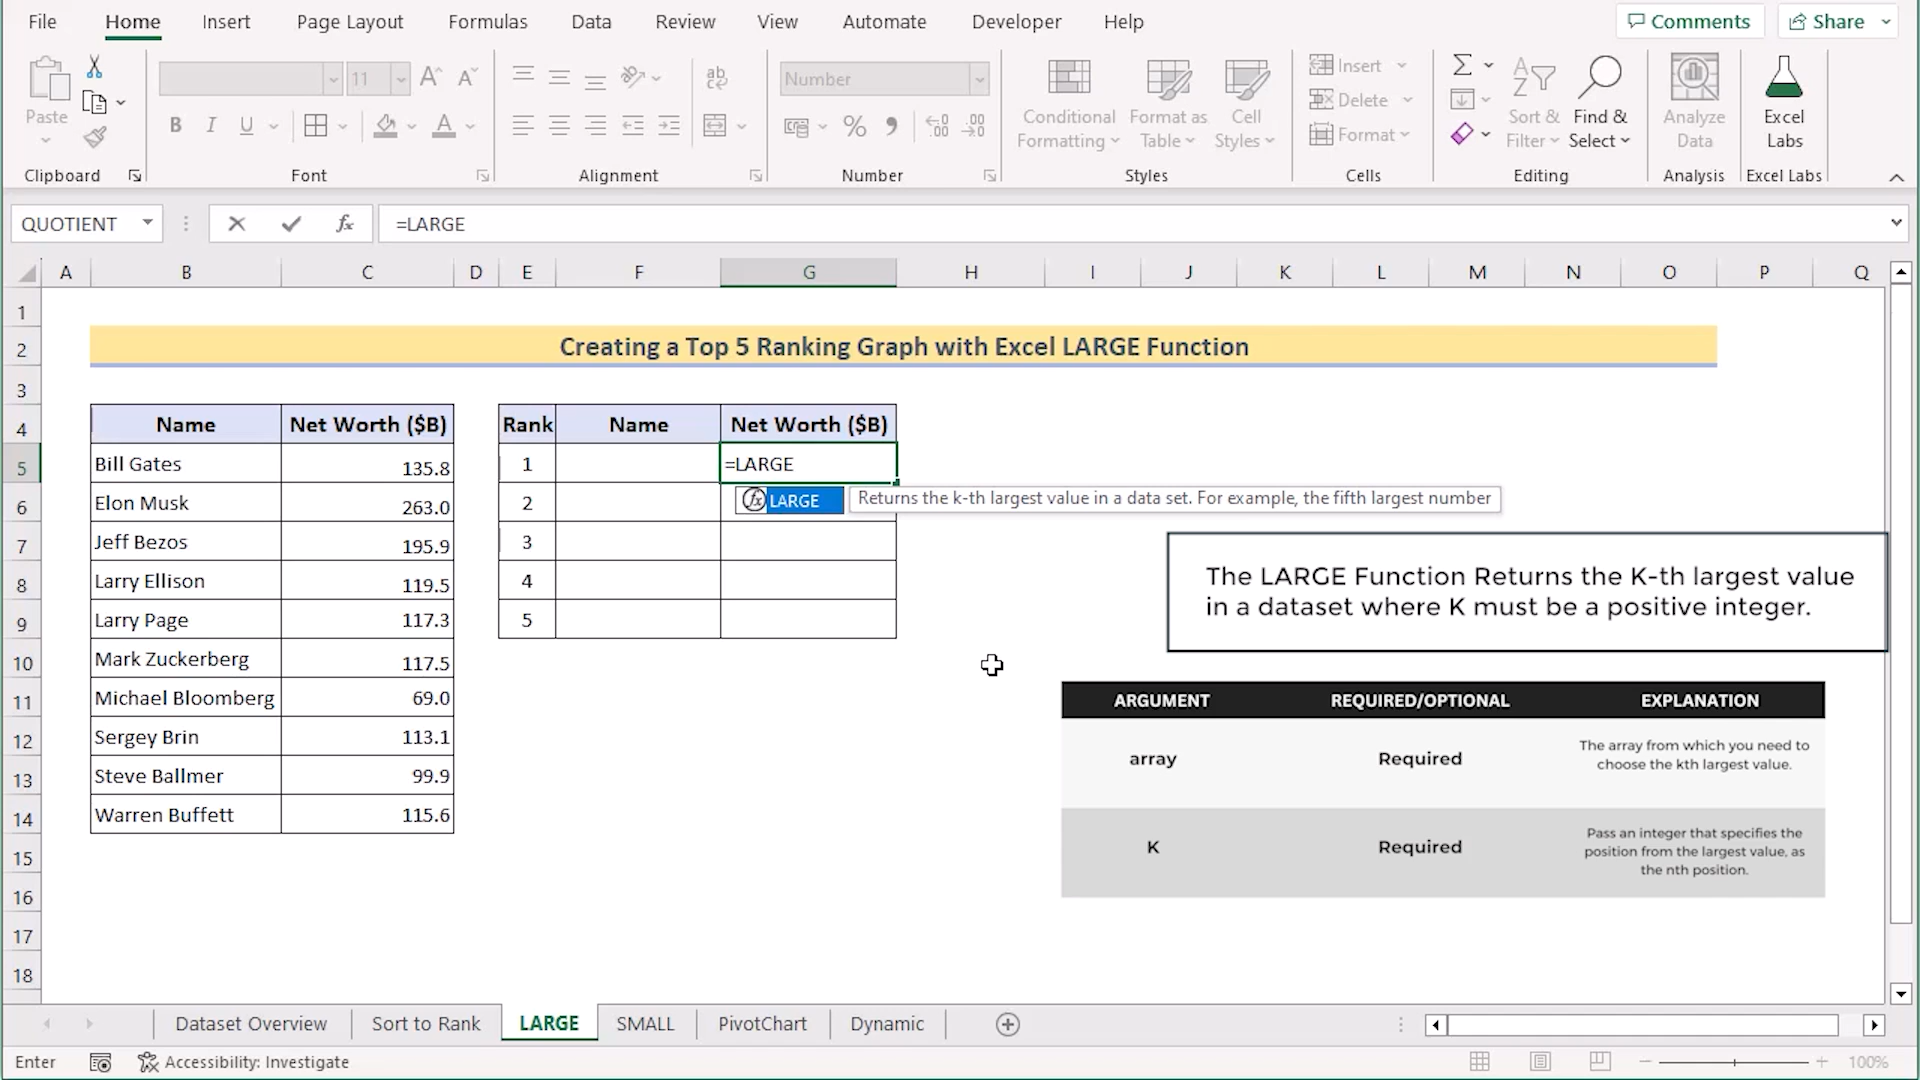 File Home Insert Page Layout Formulas Data Review View Automate Developer Help Comments Share
11 Number Insert
Paste Conditional Format as Cell Delete Sort & Find & Analyze Excel
Formatting Table Styles Format Filter Select Data Labs
Clipboard Font Alignment Number Styles Cells Editing Analysis Excel Labs
QUOTIENT fx =LARGE
A B C D E F G H I J K L M N O P Q
1
2 Creating a Top 5 Ranking Graph with Excel LARGE Function
3
4 Name Net Worth ($B) Rank Name Net Worth ($B)
5 Bill Gates 135.8 1 =LARGE
6 Elon Musk 263.0 2 LARGE Returns the k-th largest value in a data set. For example, the fifth largest number
7 Jeff Bezos 195.9 3
The LARGE Function Returns the K-th largest value
8 Larry Ellison 119.5 4
in a dataset where K must be a positive integer.
9 Larry Page 117.3 5
10 Mark Zuckerberg 117.5
11 Michael Bloomberg 69.0 ARGUMENT REQUIRED/OPTIONAL EXPLANATION
12 Sergey Brin 113.1 array Required The array from which you need to
choose the kth largest value.
13 Steve Ballmer 99.9
14 Warren Buffett 115.6 K Required Pass an integer that specifies the
15 position from the largest value, as
the nth position.
16
17
18
Dataset Overview Sort to Rank LARGE SMALL PivotChart Dynamic
Enter Accessibility: Investigate 100%